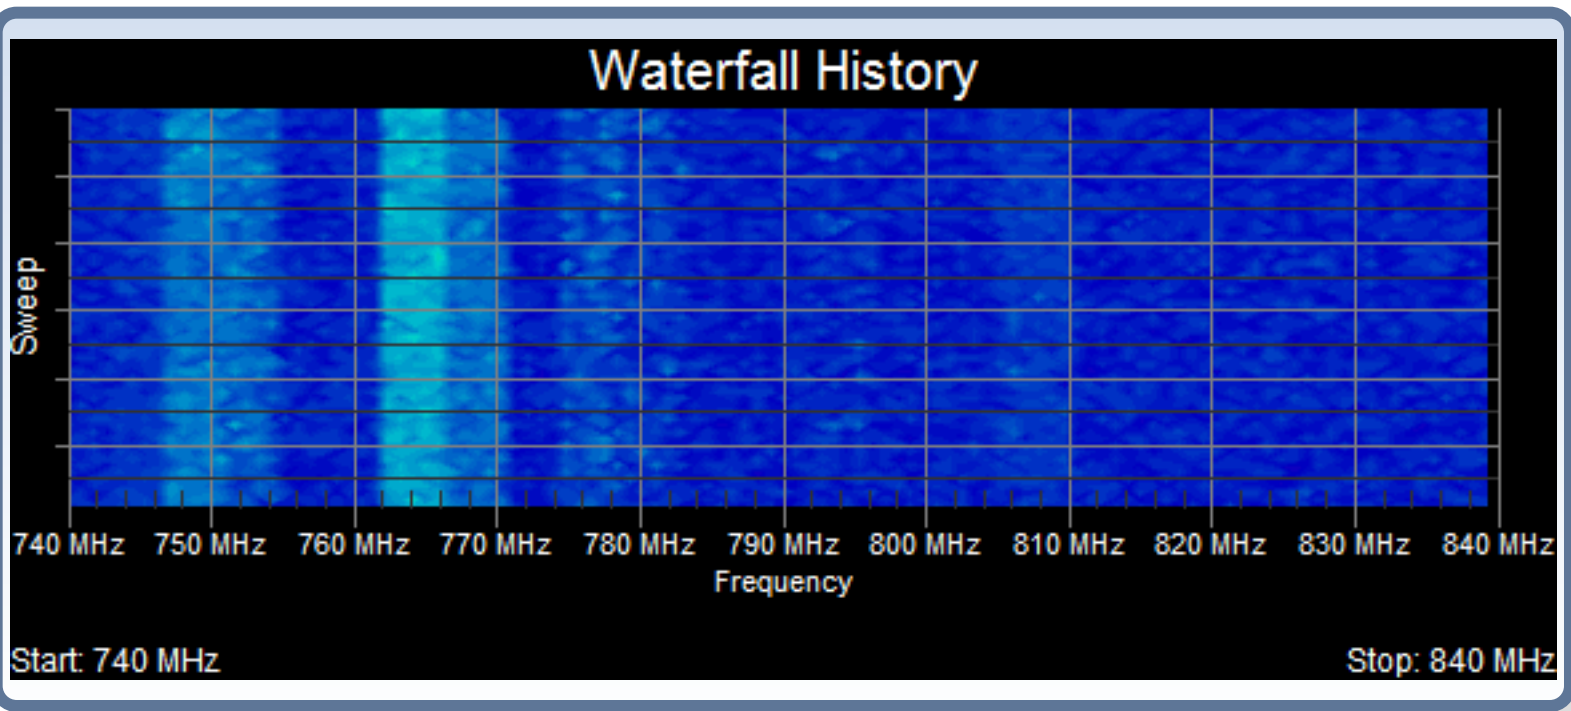 Waterfall History
Sweep
740 MHz 750 MHz 760 MHz 770 MHz 780 MHz 790 MHz 800 MHz 810 MHz 820 MHz 830 MHz 840 MHz
Frequency
Start: 740 MHz Stop: 840 MHz